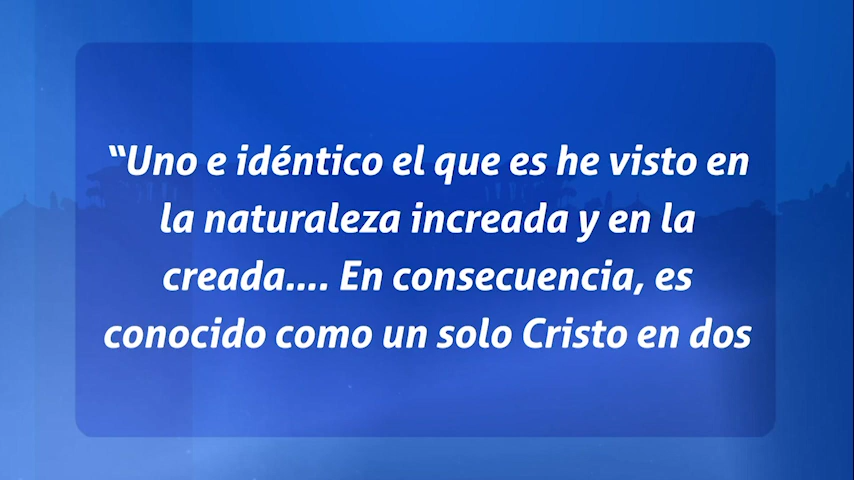 “Uno e idéntico el que es he visto en
la naturaleza increada y en la
creada.... En consecuencia, es
conocido como un solo Cristo en dos